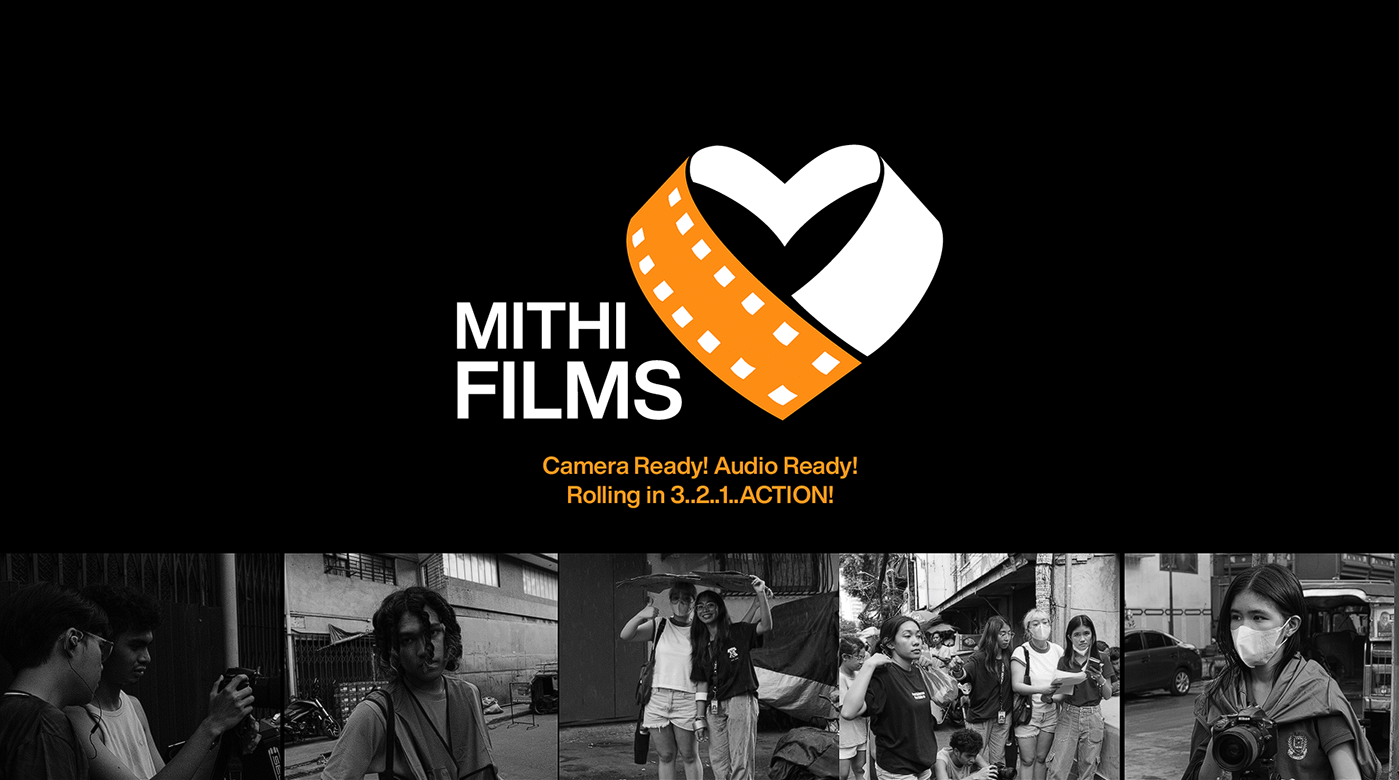 MITHI
FILMS
Camera Ready! Audio Ready!
Rolling in 3..2..1..ACTION!